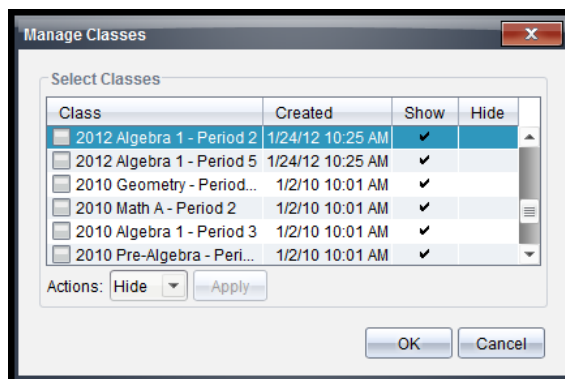 Manage Classes
Select Classes
Class Created Show Hide
2012 Algebra 1 - Period 2 1/24/12 10:25 AM
2012 Algebra 1 - Period 5 1/24/12 10:25 AM
2010 Geometry - Period... 1/2/10 10:01 AM
2010 Math A - Period 2 1/2/10 10:01 AM
2010 Algebra 1 - Period 3 1/2/10 10:01 AM
2010 Pre-Algebra - Peri... 1/2/10 10:01 AM
Actions: Hide Apply
OK Cancel